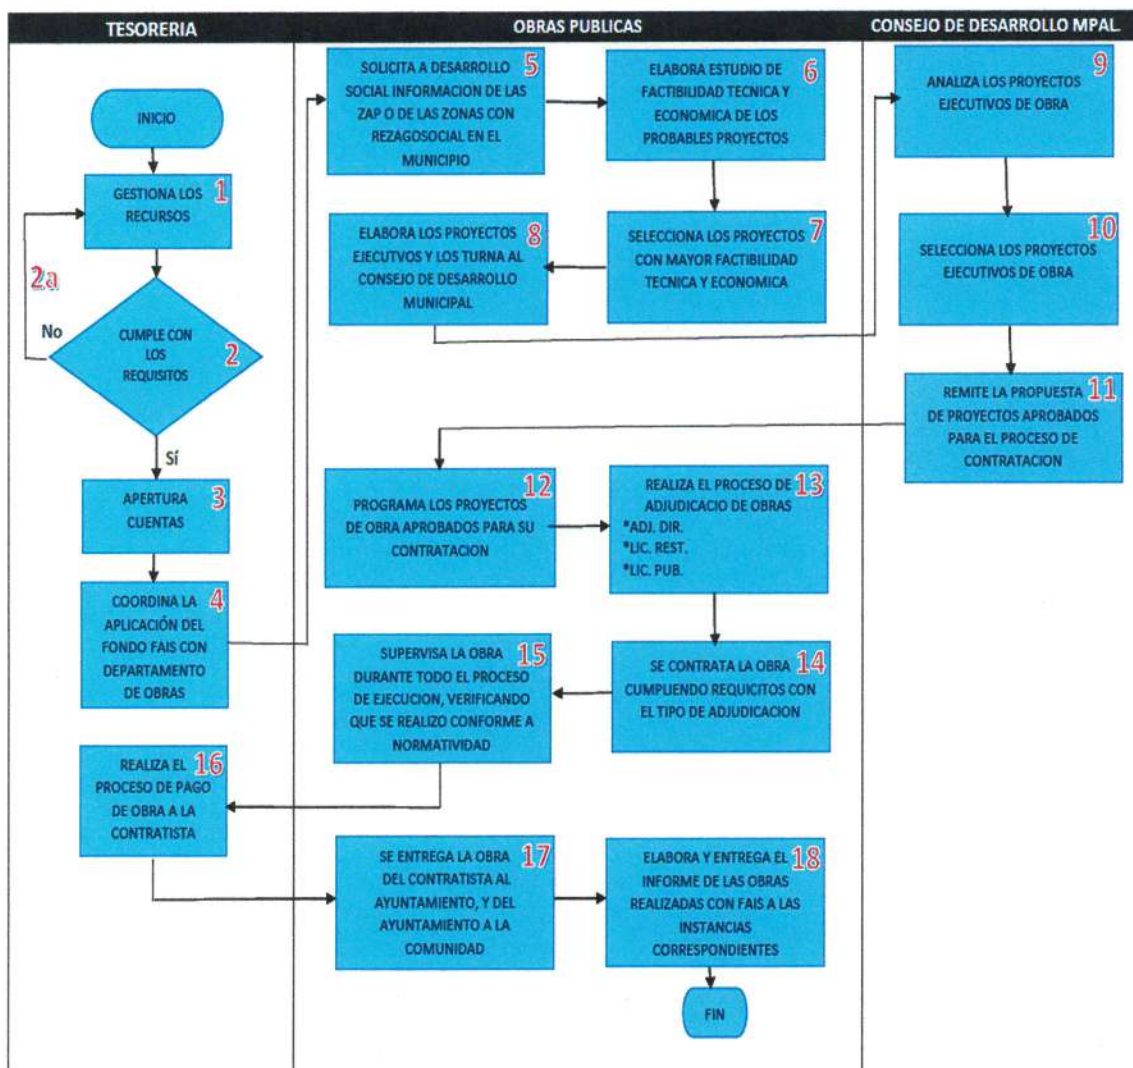 TESORERIA
OBRAS PUBLICAS
CONSEJO DE DESARROLLO MPAL.
INICIO
1
GESTIONA LOS
RECURSOS
2a
No
2
CUMPLE CON
LOS
REQUISITOS
Sí
3
APERTURA
CUENTAS
4
COORDINA LA
APLICACIÓN DEL
FONDO FAIS CON
DEPARTAMENTO
DE OBRAS
5
SOLICITA A DESARROLLO
SOCIAL INFORMACION DE LAS
ZAP O DE LAS ZONAS CON
REZAGOSOCIAL EN EL
MUNICIPIO
6
ELABORA ESTUDIO DE
FACTIBILIDAD TECNICA Y
ECONOMICA DE LOS
PROBABLES PROYECTOS
7
SELECCIONA LOS PROYECTOS
CON MAYOR FACTIBILIDAD
TECNICA Y ECONOMICA
8
ELABORA LOS PROYECTOS
EJECUTIVOS Y LOS TURNA AL
CONSEJO DE DESARROLLO
MUNICIPAL
9
ANALIZA LOS PROYECTOS
EJECUTIVOS DE OBRA
10
SELECCIONA LOS PROYECTOS
EJECUTIVOS DE OBRA
11
REMITE LA PROPUESTA
DE PROYECTOS APROBADOS
PARA EL PROCESO DE
CONTRATACION
12
PROGRAMA LOS PROYECTOS
DE OBRA APROBADOS PARA SU
CONTRATACION
13
REALIZA EL PROCESO DE
ADJUDICACIO DE OBRAS
*ADJ. DIR.
*LIC. REST.
*LIC. PUB.
14
SE CONTRATA LA OBRA
CUMPUENDO REQUICITOS CON
EL TIPO DE ADJUDICACION
15
SUPERVISA LA OBRA
DURANTE TODO EL PROCESO
DE EJECUCION, VERIFICANDO
QUE SE REALIZO CONFORME A
NORMATIVIDAD
16
REALIZA EL
PROCESO DE PAGO
DE OBRA A LA
CONTRATISTA
17
SE ENTREGA LA OBRA
DEL CONTRATISTA AL
AYUNTAMIENTO, Y DEL
AYUNTAMIENTO A LA
COMUNIDAD
18
ELABORA Y ENTREGA EL
INFORME DE LAS OBRAS
REALIZADAS CON FAIS A LAS
INSTANCIAS
CORRESPONDIENTES
FIN